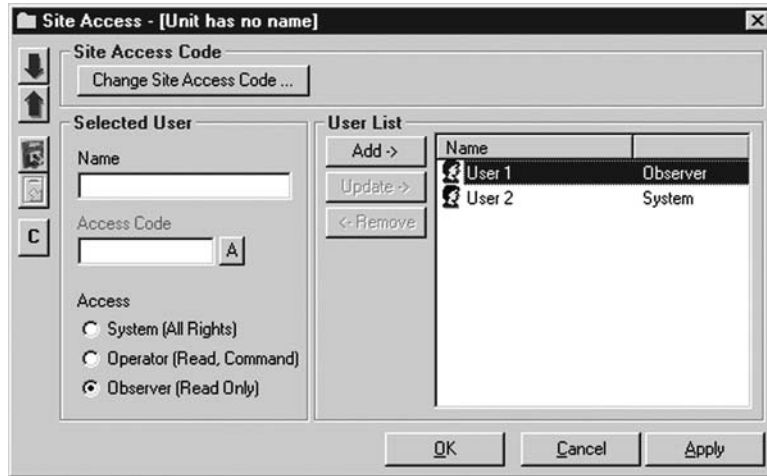 Site Access - [Unit has no name]
Site Access Code
Change Site Access Code ...
Selected User
Name
Access Code
A
Access
System (All Rights)
Operator (Read, Command)
Observer (Read Only)
C
User List
Add ->
Update ->
<- Remove
Name
User 1 Observer
User 2 System
OK Cancel Apply